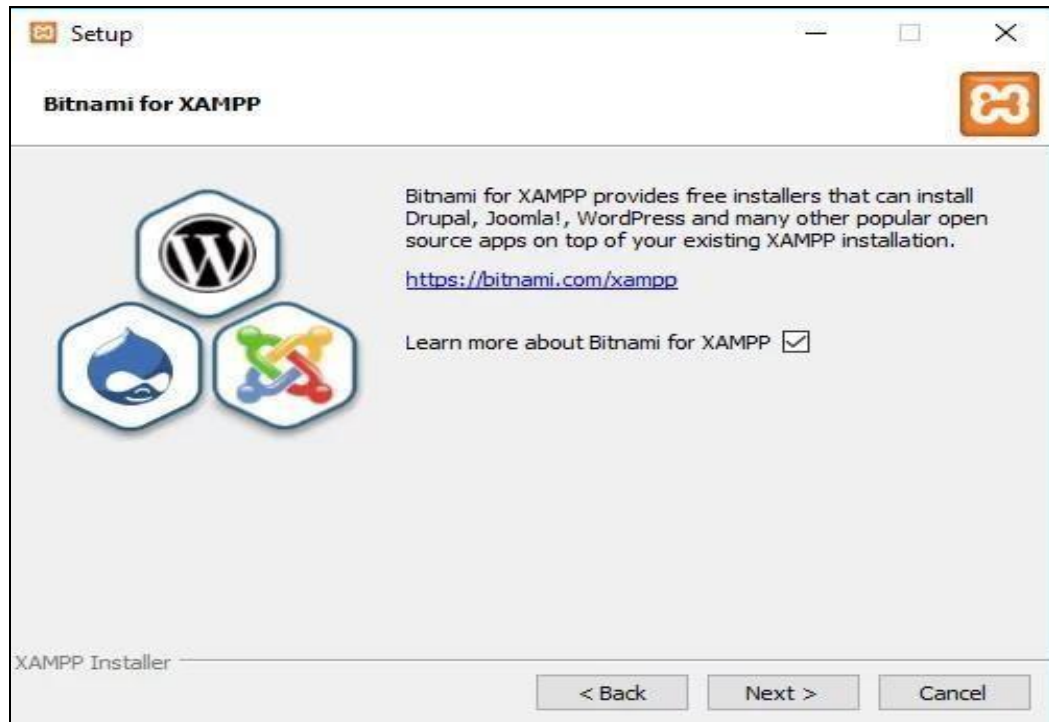 Setup
Bitnami for XAMPP
Bitnami for XAMPP provides free installers that can install
Drupal, Joomla!, WordPress and many other popular open
source apps on top of your existing XAMPP installation.
https://bitnami.com/xampp
Learn more about Bitnami for XAMPP
XAMPP Installer
< Back Next > Cancel